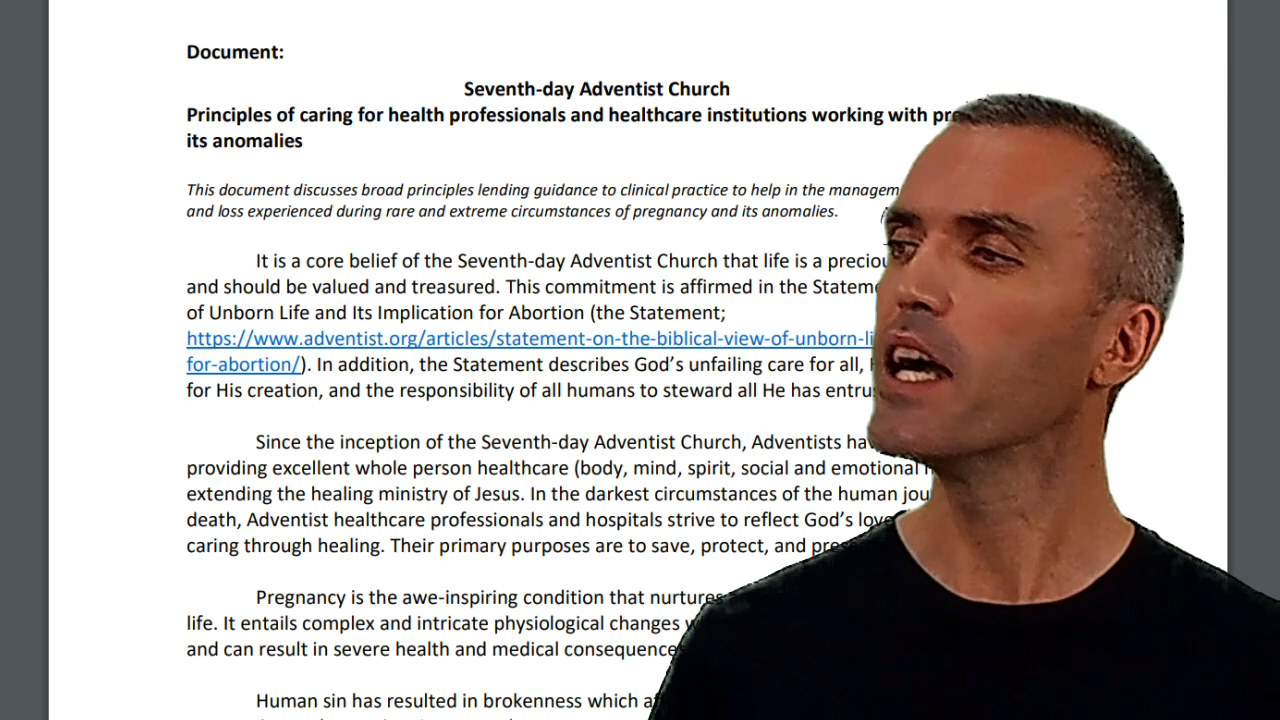 Document:
Seventh-day Adventist Church
Principles of caring for health professionals and healthcare institutions working with
its anomalies
This document discusses broad principles lending guidance to clinical practice to help in the
and loss experienced during rare and extreme circumstances of pregnancy and its anomalies.
It is a core belief of the Seventh-day Adventist Church that life is a
and should be valued and treasured. This commitment is affirmed in the
of Unborn Life and Its Implication for Abortion (the Statement;
https://www.adventist.org/articles/statement-on-the-biblical-view-of-unborn-
for-abortion/). In addition, the Statement describes God’s unfailing care for all,
for His creation, and the responsibility of all humans to steward all He has
Since the inception of the Seventh-day Adventist Church, Adventists
providing excellent whole person healthcare (body, mind, spirit, social and emotional
extending the healing ministry of Jesus. In the darkest circumstances of the human
death, Adventist healthcare professionals and hospitals strive to reflect God’s love
caring through healing. Their primary purposes are to save, protect, and
Pregnancy is the awe-inspiring condition that nurtures
life. It entails complex and intricate physiological changes
and can result in severe health and medical
Human sin has resulted in brokenness which